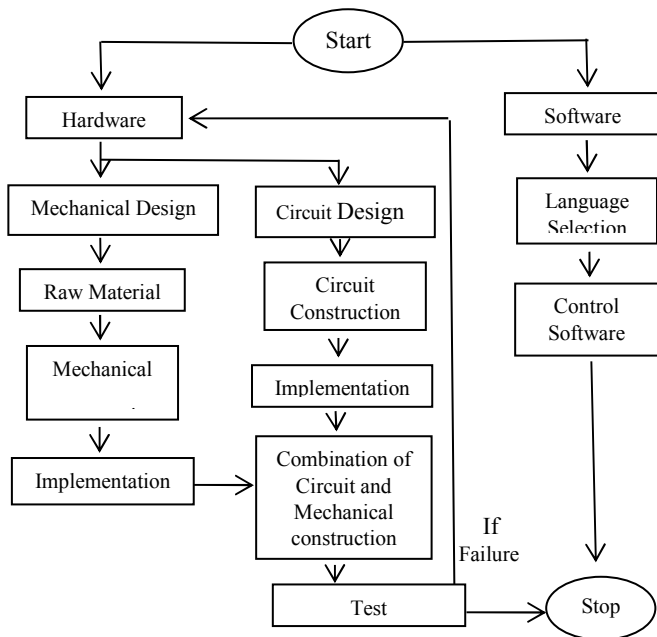 Start
Hardware
Software
Mechanical Design
Circuit Design
Language
Selection
Raw Material
Circuit
Construction
Control
Software
Mechanical
Implementation
Implementation
Combination of
Circuit and
Mechanical
construction
If
Failure
Test
Stop